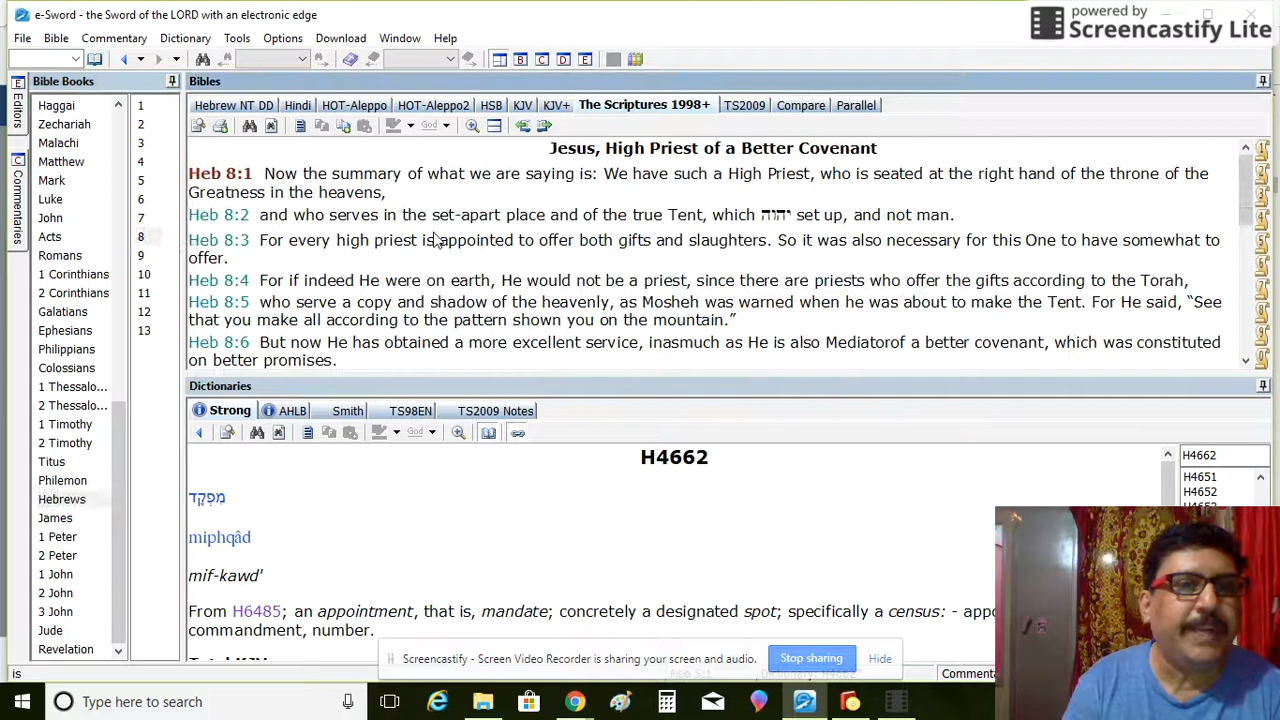 e-Sword - the Sword of the LORD with an electronic edge
powered by
Screencastify Lite
File Bible Commentary Dictionary Tools Options Download Window Help
B C D E
Bible Books
Bibles
E Editors
C Commentaries
Haggai
Zechariah
Malachi
Matthew
Mark
Luke
John
Acts
Romans
1 Corinthians
2 Corinthians
Galatians
Ephesians
Philippians
Colossians
1 Thessalo...
2 Thessalo...
1 Timothy
2 Timothy
Titus
Philemon
Hebrews
James
1 Peter
2 Peter
1 John
2 John
3 John
Jude
Revelation
1
2
3
4
5
6
7
8
9
10
11
12
13
Hebrew NT DD Hindi HOT-Aleppo HOT-Aleppo2 HSB KJV KJV+ The Scriptures 1998+ TS2009 Compare Parallel
God
Jesus, High Priest of a Better Covenant
Heb 8:1 Now the summary of what we are saying is: We have such a High Priest, who is seated at the right hand of the throne of the
Greatness in the heavens,
Heb 8:2 and who serves in the set-apart place and of the true Tent, which יהוה set up, and not man.
Heb 8:3 For every high priest is appointed to offer both gifts and slaughters. So it was also necessary for this One to have somewhat to
offer.
Heb 8:4 For if indeed He were on earth, He would not be a priest, since there are priests who offer the gifts according to the Torah,
Heb 8:5 who serve a copy and shadow of the heavenly, as Mosheh was warned when he was about to make the Tent. For He said, “See
that you make all according to the pattern shown you on the mountain.”
Heb 8:6 But now He has obtained a more excellent service, inasmuch as He is also Mediatorof a better covenant, which was constituted
on better promises.
Dictionaries
Strong AHLB Smith TS98EN TS2009 Notes
God
H4662
H4662
H4651
H4652
מִפְקָד
miphqâd
mif-kawd'
From H6485; an appointment, that is, mandate; concretely a designated spot; specifically a census: - appo
commandment, number.
Screencastify - Screen Video Recorder is sharing your screen and audio. Stop sharing Hide
is
Commenta
Type here to search